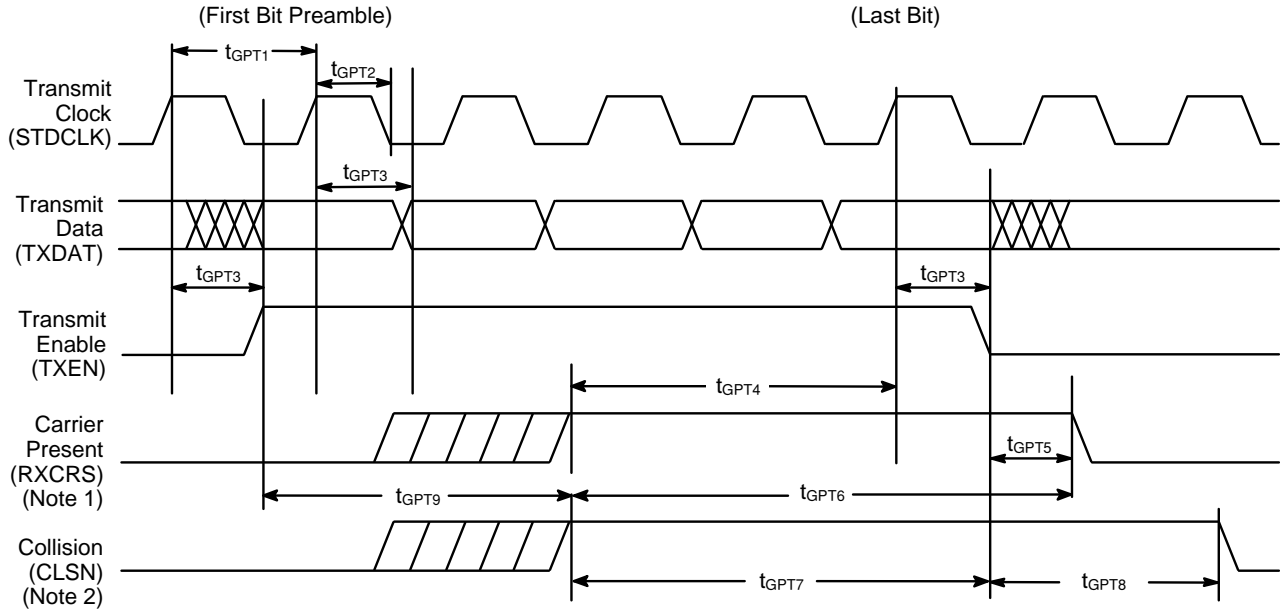 (First Bit Preamble)
(Last Bit)
tGPT1
tGPT2
Transmit
Clock
(STDCLK)
tGPT3
Transmit
Data
(TXDAT)
tGPT3
tGPT3
Transmit
Enable
(TXEN)
tGPT4
Carrier
Present
(RXCRS)
(Note 1)
tGPT5
tGPT9
tGPT6
Collision
(CLSN)
(Note 2)
tGPT7
tGPT8